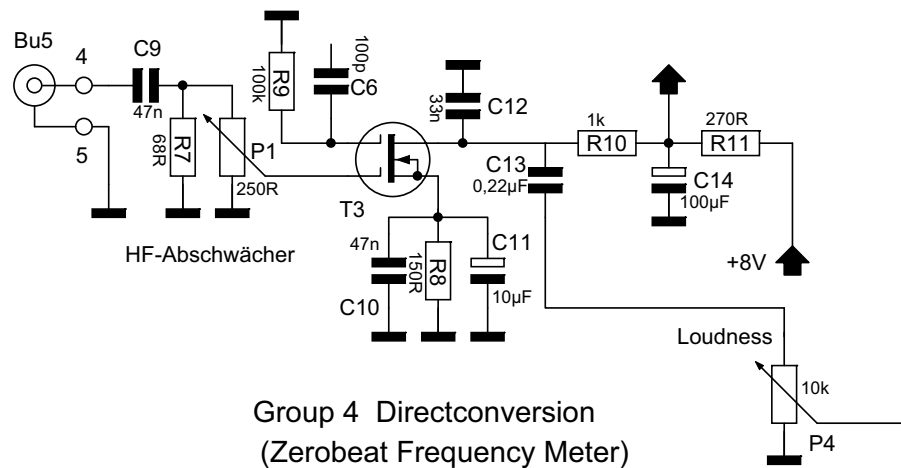 Bu5
4
C9
47n
5
R7
68R
P1
250R
HF-Abschwächer
R9
100k
100p
C6
T3
33n
C12
C13
0,22µF
1k
R10
270R
R11
C14
100µF
+8V
47n
C10
R8
150R
C11
10µF
Loudness
10k
P4
Group 4 Directconversion
(Zerobeat Frequency Meter)